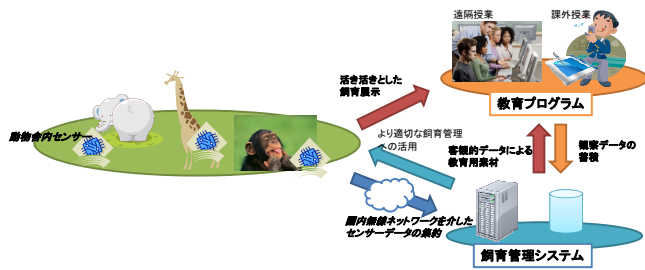 遠隔授業
課外授業
活き活きとした
飼育展示
教育プログラム
動物舎内センサー
より適切な飼育管理
への活用
客観的データによる
教育用素材
観察データの
蓄積
園内無線ネットワークを介した
センサーデータの集約
飼育管理システム